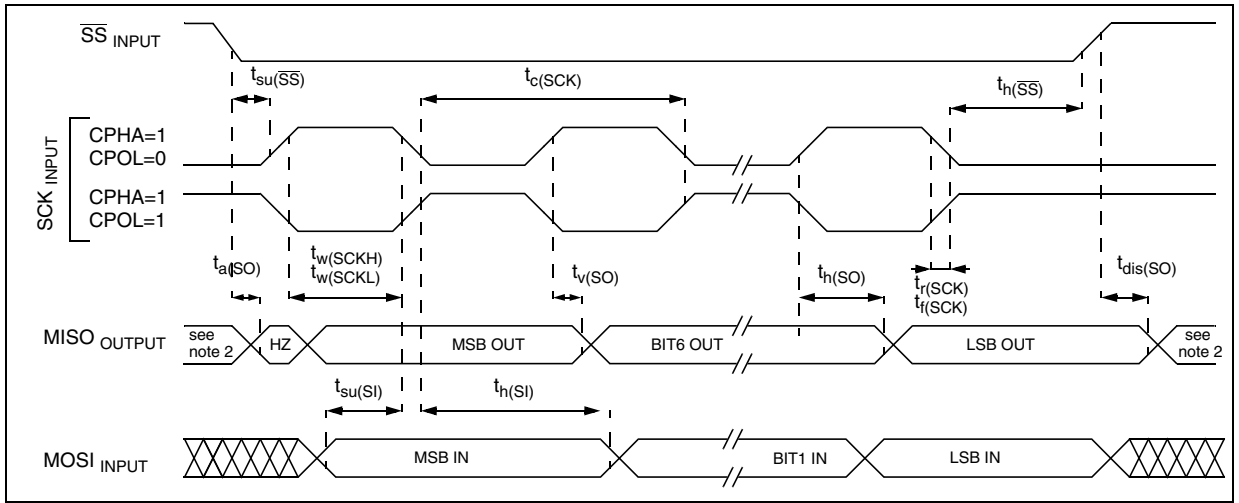 SS INPUT
tsu(SS)
tc(SCK)
th(SS)
SCK INPUT
CPHA=1
CPOL=0
CPHA=1
CPOL=1
ta(SO)
tw(SCKH)
tw(SCKL)
tv(SO)
th(SO)
tr(SCK)
tf(SCK)
tdis(SO)
MISO OUTPUT
see
note 2
HZ
MSB OUT
BIT6 OUT
LSB OUT
see
note 2
tsu(SI)
th(SI)
MOSI INPUT
MSB IN
BIT1 IN
LSB IN